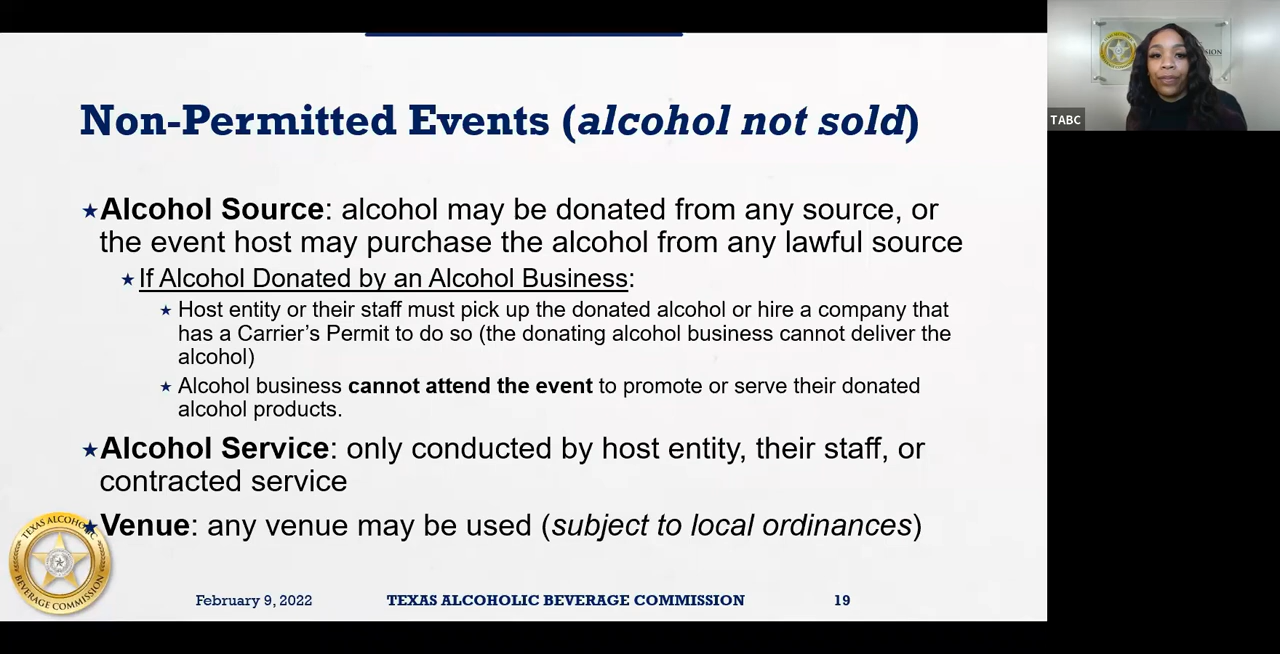 Non-Permitted Events (alcohol not sold)
★Alcohol Source: alcohol may be donated from any source, or
the event host may purchase the alcohol from any lawful source
★If Alcohol Donated by an Alcohol Business:
★ Host entity or their staff must pick up the donated alcohol or hire a company that
has a Carrier’s Permit to do so (the donating alcohol business cannot deliver the
alcohol)
★ Alcohol business cannot attend the event to promote or serve their donated
alcohol products.
★Alcohol Service: only conducted by host entity, their staff, or
contracted service
★Venue: any venue may be used (subject to local ordinances)
TEXAS ALCOHOLIC
BEVERAGE COMMISSION
February 9, 2022
TEXAS ALCOHOLIC BEVERAGE COMMISSION
19
TABC